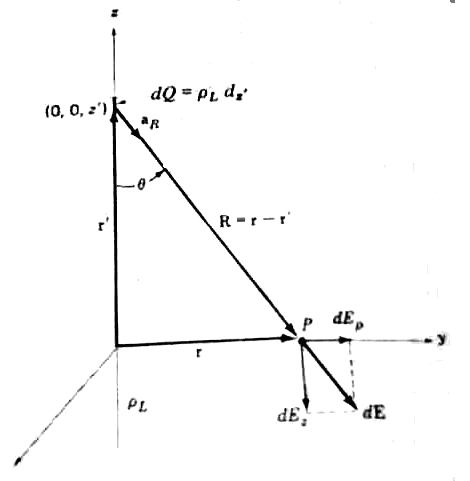 z
(0, 0, z′)
dQ = ρL dz′
aR
θ
r′
R = r − r′
P
dEρ
y
r
ρL
dEz
dE